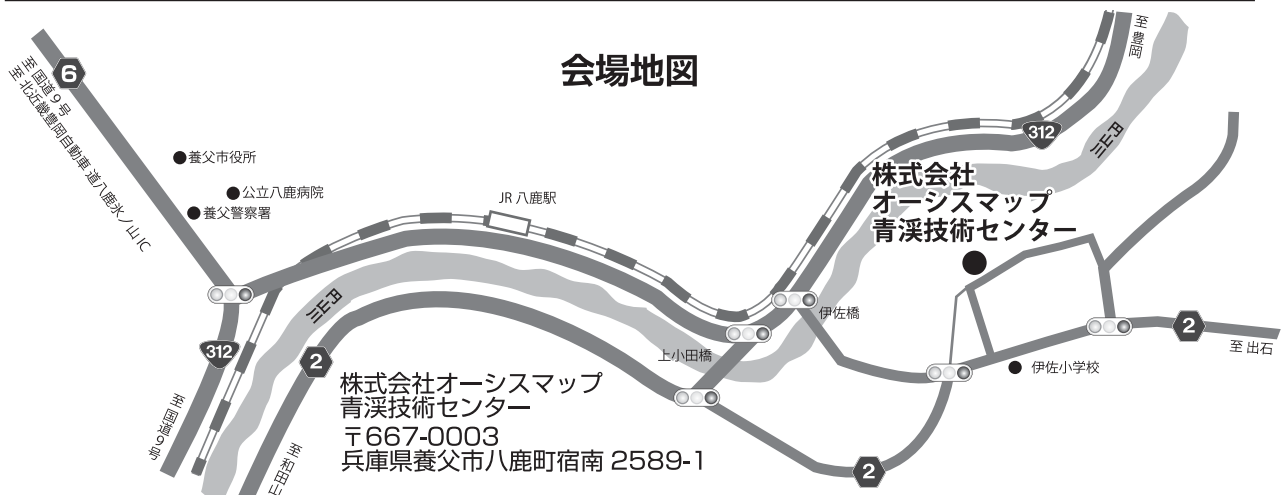 会場地図
6
至 国道9号
至 北近畿豊岡自動車道八鹿氷ノ山IC
養父市役所
公立八鹿病院
養父警察署
JR 八鹿駅
至 豊岡
312
円山川
株式会社
オーシスマップ
青渓技術センター
伊佐橋
上小田橋
2
至 出石
伊佐小学校
円山川
312
2
至 国道9号
至 和田山
株式会社オーシスマップ
青渓技術センター
〒667-0003
兵庫県養父市八鹿町宿南 2589-1
2